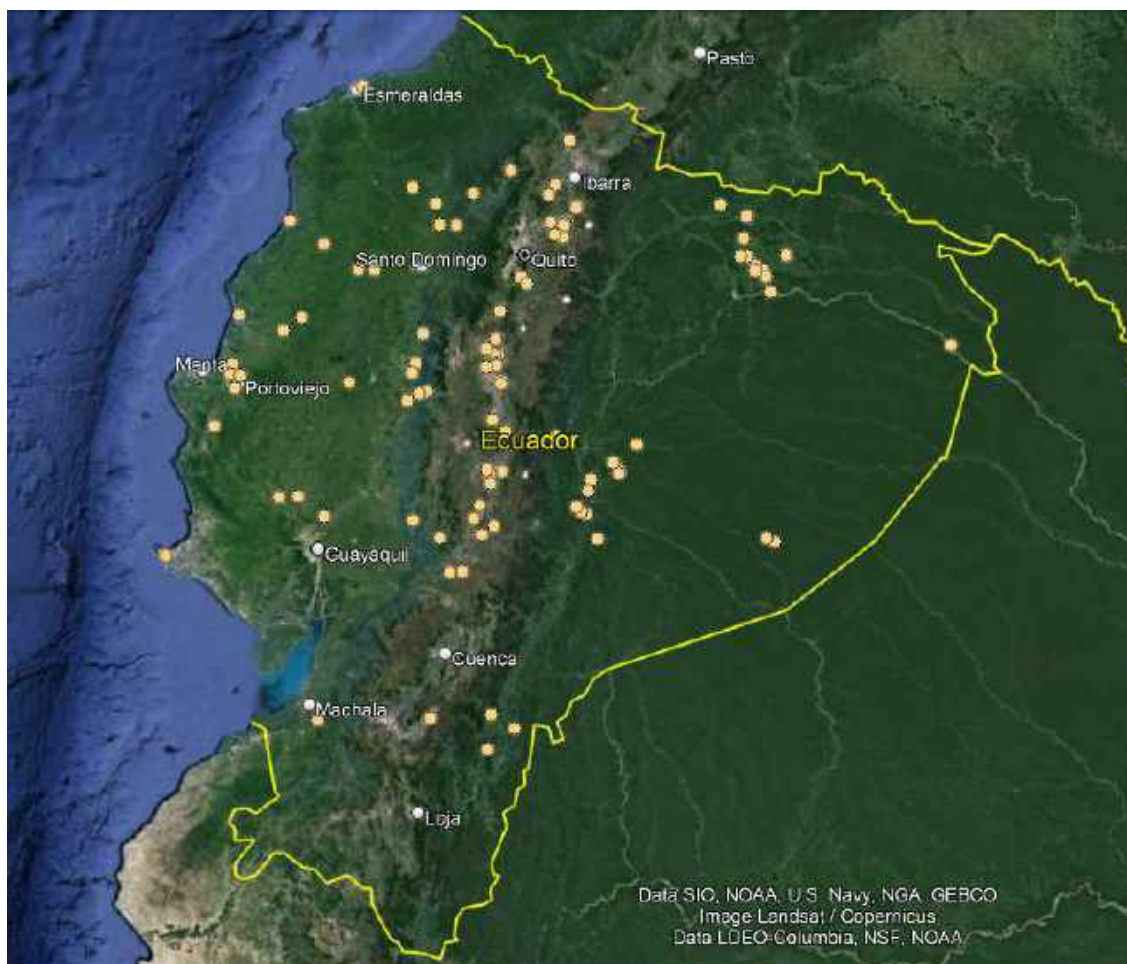 Pasto
Esmeraldas
Ibarra
Santo Domingo
Quito
Manta
Portoviejo
Ecuador
Guayaquil
Cuenca
Machala
Loja
Data SIO, NOAA, U.S. Navy, NGA, GEBCO
Image Landsat / Copernicus
Data LDEO-Columbia, NSF, NOAA